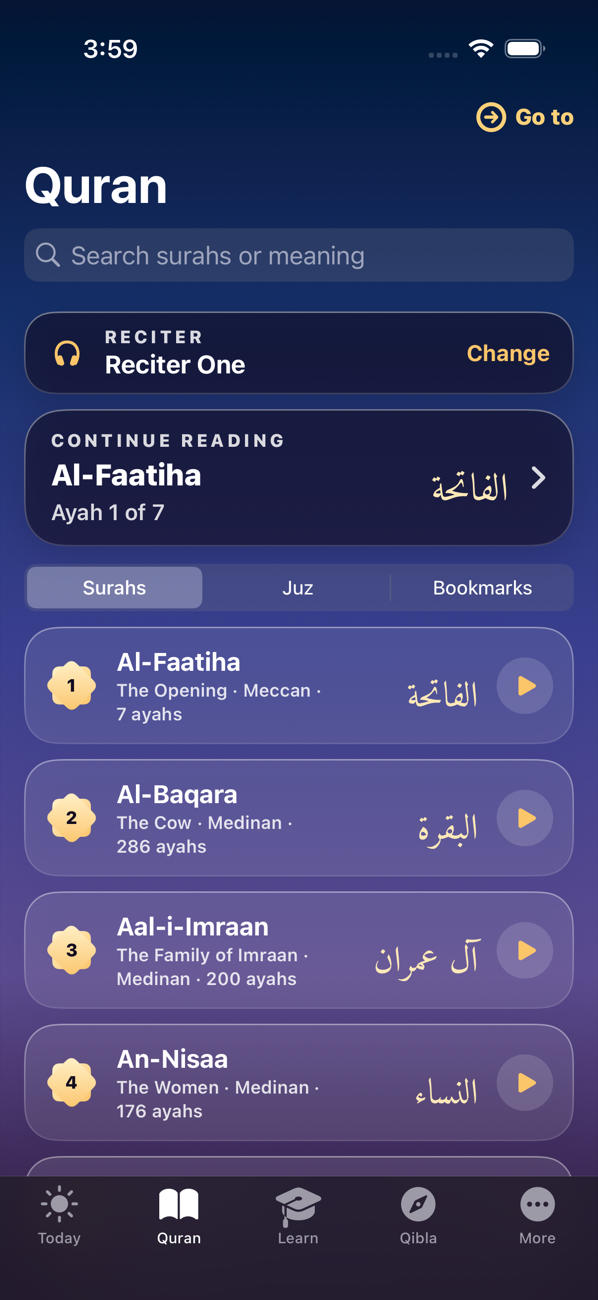 3:59
Go to
Quran
Search surahs or meaning
RECITER
Reciter One
Change
CONTINUE READING
Al-Faatiha
Ayah 1 of 7
الفاتحة
Surahs
Juz
Bookmarks
1
Al-Faatiha
The Opening · Meccan ·
7 ayahs
الفاتحة
2
Al-Baqara
The Cow · Medinan ·
286 ayahs
البقرة
3
Aal-i-Imraan
The Family of Imraan ·
Medinan · 200 ayahs
آل عمران
4
An-Nisaa
The Women · Medinan ·
176 ayahs
النساء
Today
Quran
Learn
Qibla
More